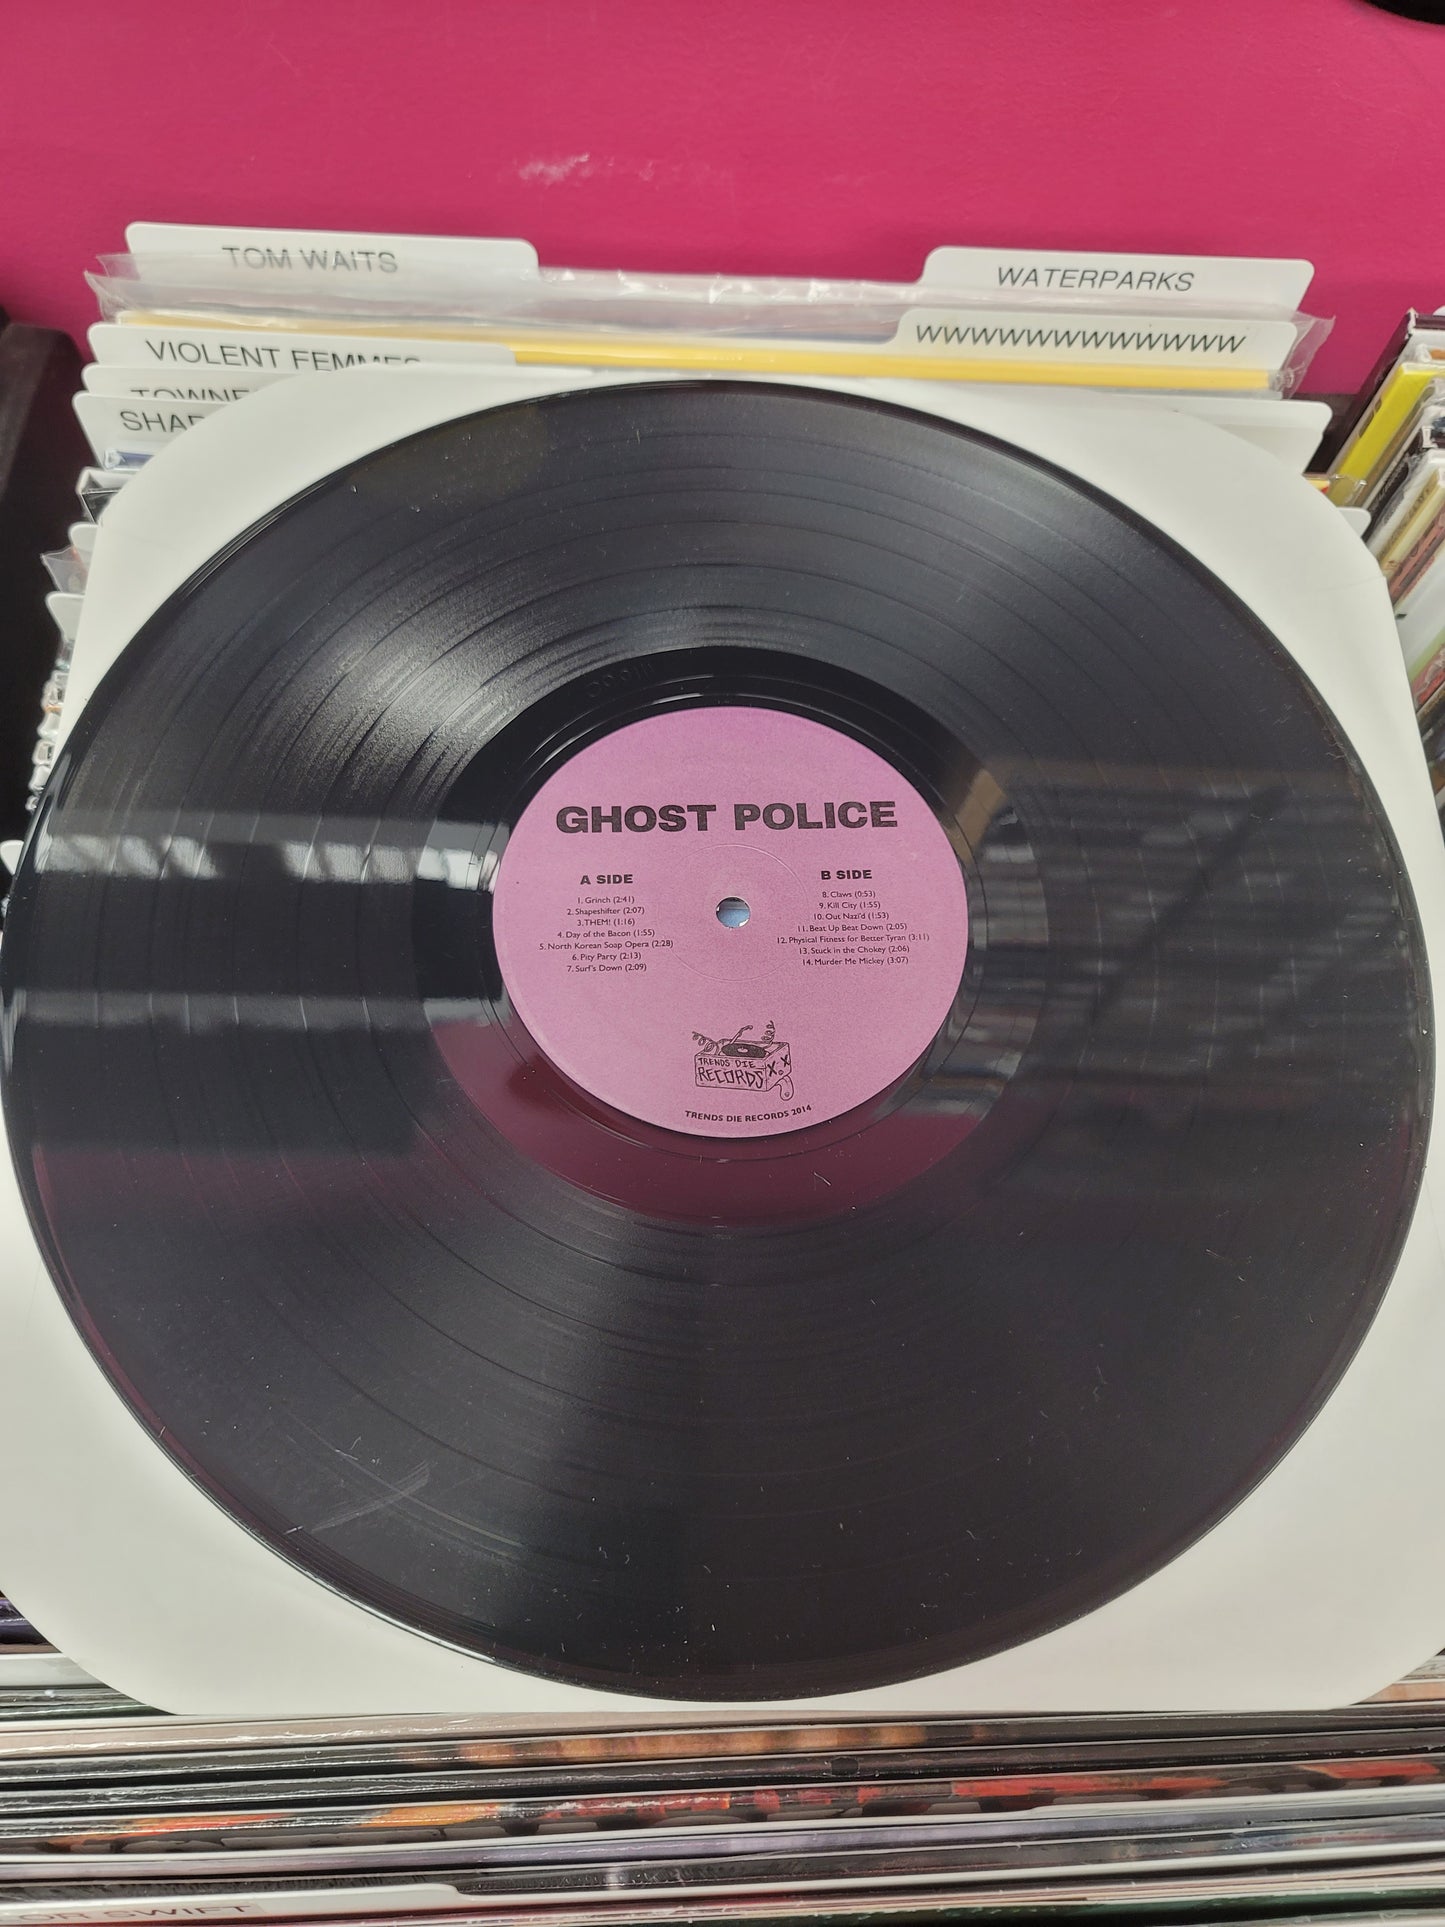 TOM WAITS
WATERPARKS
WWWWWWWWWWWW
VIOLENT FEMMES
GHOST POLICE
A SIDE
1. Grinch (2:41)
2. Shapeshifter (2:07)
3. THEM! (1:16)
4. Day of the Bacon (1:55)
5. North Korean Soap Opera (2:28)
6. Pity Party (2:13)
7. Surf's Down (2:09)
B SIDE
8. Claws (0:53)
9. Kill City (1:55)
10. Out Nazi'd (1:53)
11. Beat Up Beat Down (2:05)
12. Physical Fitness for Better Tyran (3:11)
13. Stuck in the Chokey (2:06)
14. Murder Me Mickey (3:07)
TRENDS DIE
RECORDS
TRENDS DIE RECORDS 2014
OR SWIFT